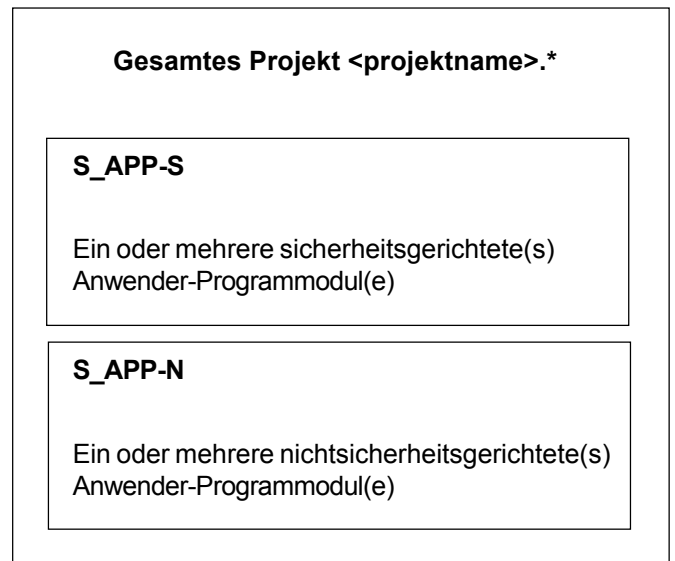 Gesamtes Projekt <projektname>.*
S_APP-S
Ein oder mehrere sicherheitsgerichtete(s)
Anwender-Programmodul(e)
S_APP-N
Ein oder mehrere nichtsicherheitsgerichtete(s)
Anwender-Programmodul(e)